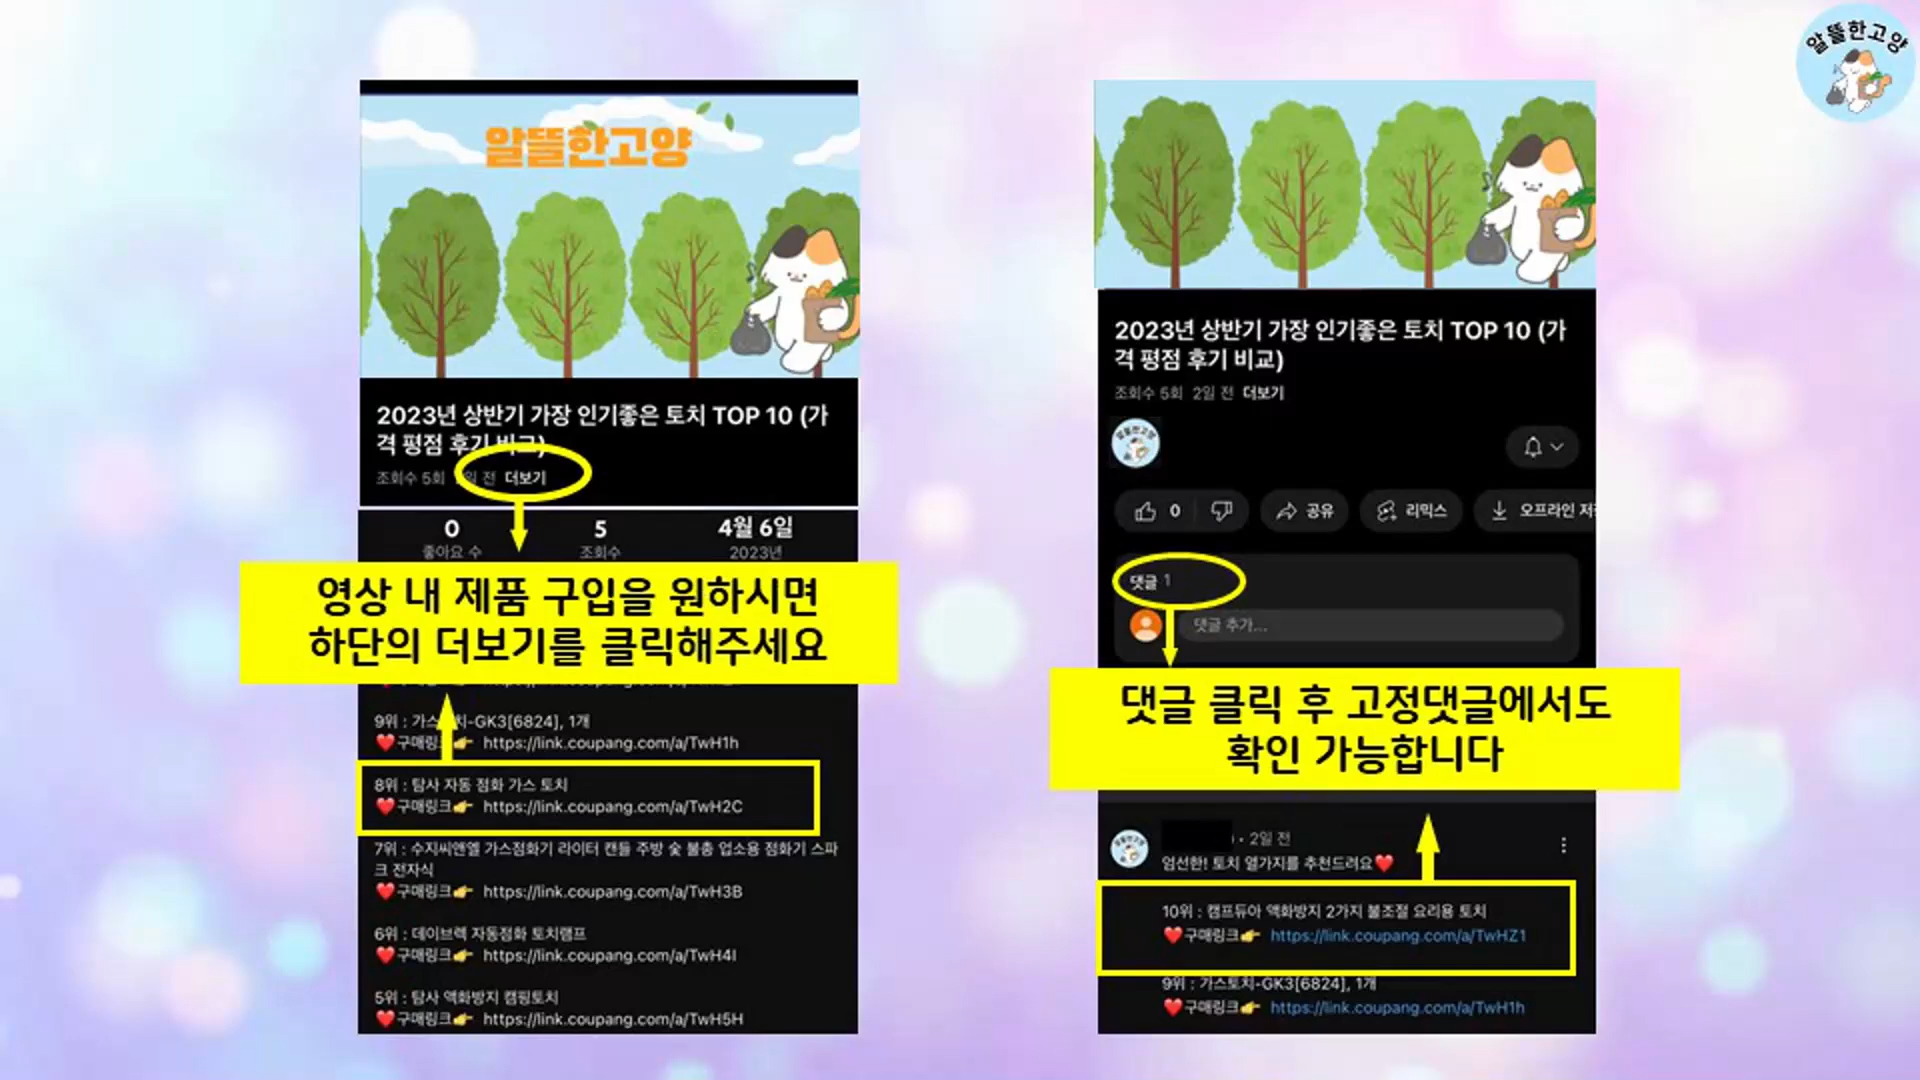 알뜰한고양
알뜰한고양
2023년 상반기 가장 인기좋은 토치 TOP 10 (가
격 평점 후기 비교)
조회수 5회 일 전 더보기
0
좋아요 수
5
조회수
4월 6일
2023년
영상 내 제품 구입을 원하시면
하단의 더보기를 클릭해주세요
9위 : 가스토치-GK3[6824], 1개
❤️구매링크👉 https://link.coupang.com/a/TwH1h
8위 : 탐사 자동 점화 가스 토치
❤️구매링크👉 https://link.coupang.com/a/TwH2C
7위 : 수지씨앤엘 가스점화기 라이터 캔들 주방 숯 불총 업소용 점화기 스파
크 전자식
❤️구매링크👉 https://link.coupang.com/a/TwH3B
6위 : 데이브렉 자동점화 토치램프
❤️구매링크👉 https://link.coupang.com/a/TwH4I
5위 : 탐사 액화방지 캠핑토치
❤️구매링크👉 https://link.coupang.com/a/TwH5H
2023년 상반기 가장 인기좋은 토치 TOP 10 (가
격 평점 후기 비교)
조회수 5회 2일 전 더보기
알뜰한고양
0
공유
리믹스
오프라인 저
댓글 1
댓글 추가...
댓글 클릭 후 고정댓글에서도
확인 가능합니다
알뜰한고양
• 2일 전
엄선한! 토치 열가지를 추천드려요❤️
10위 : 캠프듀아 액화방지 2가지 불조절 요리용 토치
❤️구매링크👉 https://link.coupang.com/a/TwHZ1
9위 : 가스토치-GK3[6824], 1개
❤️구매링크👉 https://link.coupang.com/a/TwH1h